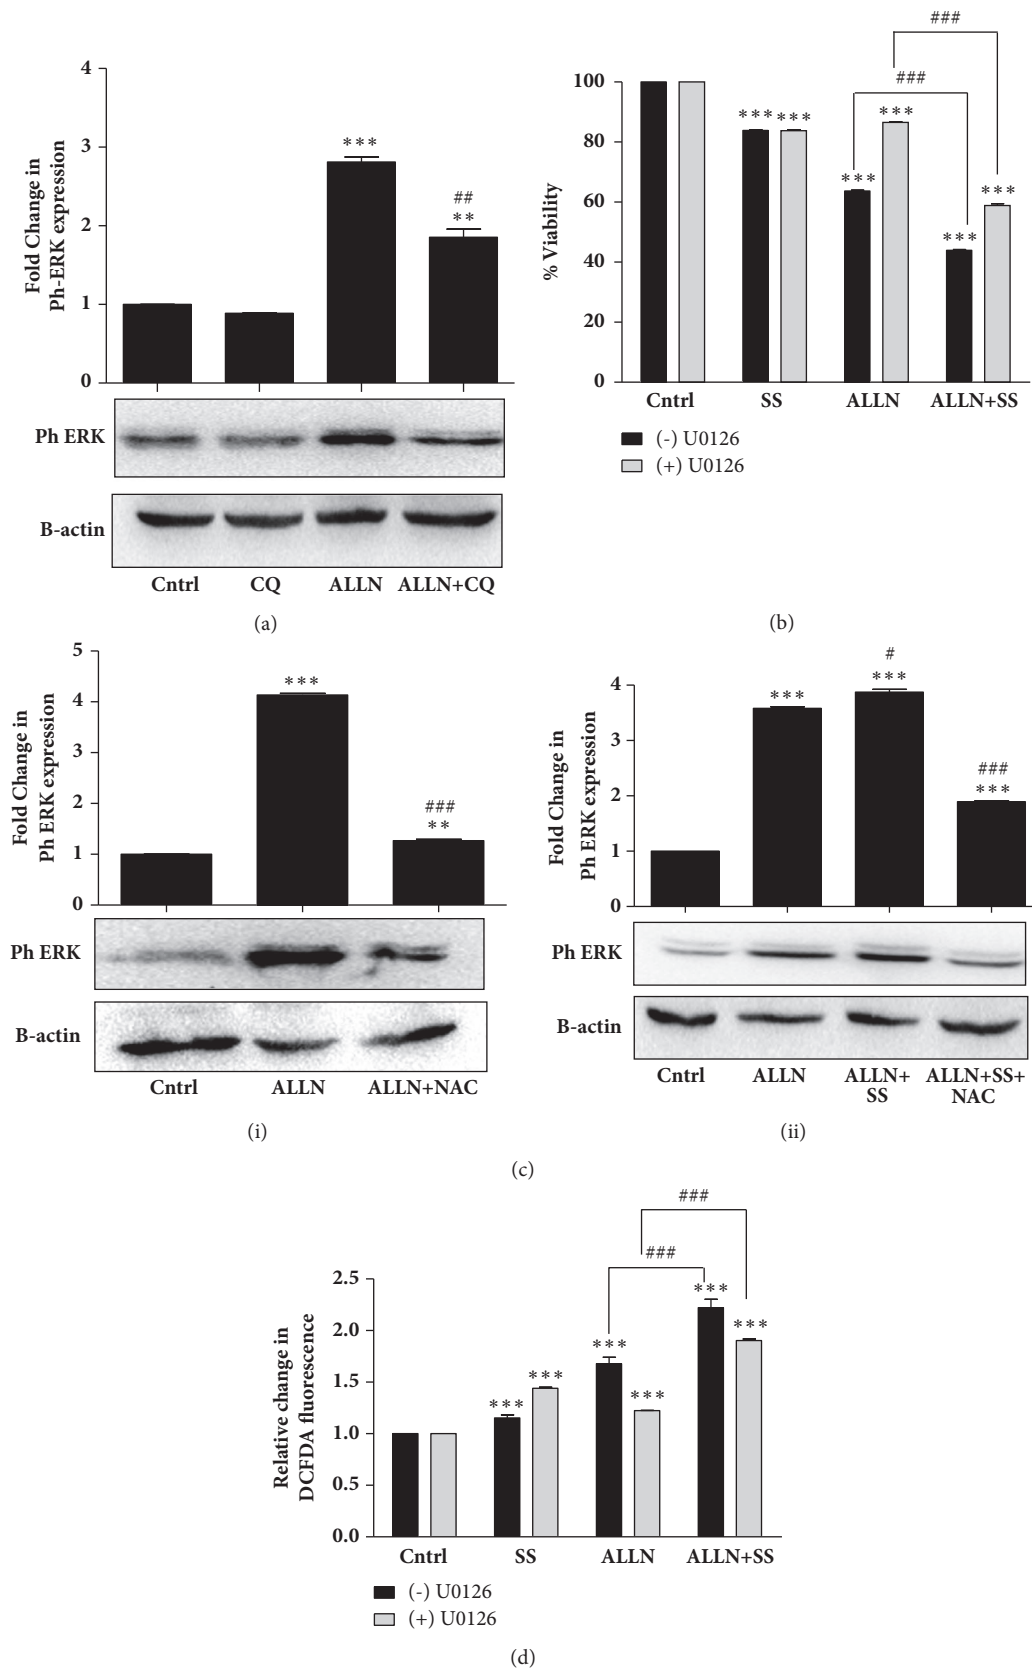 Fold Change in
Ph-ERK expression
4
3
2
1
0
***
##
**
Ph ERK
B-actin
Cntrl CQ ALLN ALLN+CQ
(a)
% Viability
100
80
60
40
20
0
###
###
*** ***
***
***
***
***
Cntrl SS ALLN ALLN+SS
(-) U0126
(+) U0126
(b)
Fold Change in
Ph ERK expression
5
4
3
2
1
0
***
###
**
Ph ERK
B-actin
Cntrl ALLN ALLN+NAC
(i)
Fold Change in
Ph ERK expression
4
3
2
1
0
***
#
***
###
***
Ph ERK
B-actin
Cntrl ALLN ALLN+ ALLN+SS+
SS NAC
(ii)
(c)
Relative change in
DCFDA fluorescence
2.5
2.0
1.5
1.0
0.5
0.0
###
###
***
***
***
***
***
***
Cntrl SS ALLN ALLN+SS
(-) U0126
(+) U0126
(d)